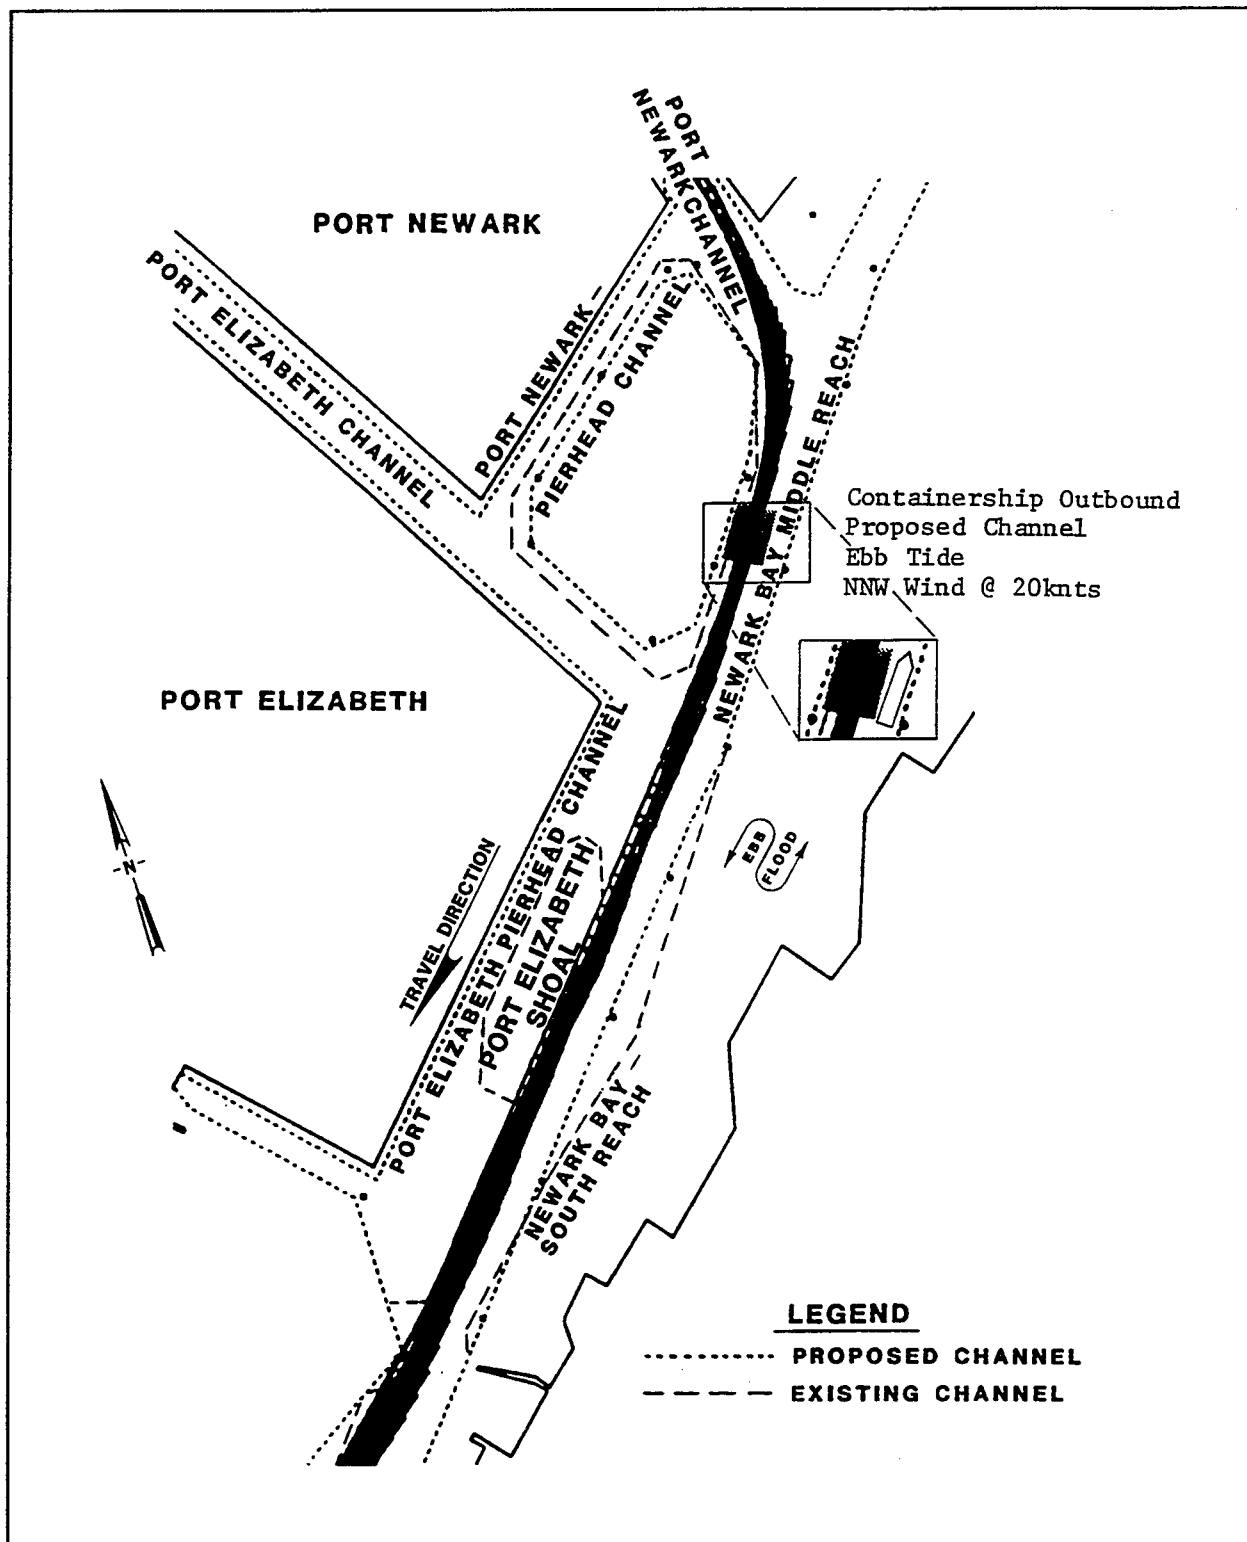 PORT
NEWARK CHANNEL
PORT NEWARK
PORT ELIZABETH CHANNEL
PORT NEWARK
PIERHEAD CHANNEL
NEWARK BAY MIDDLE REACH
Containership Outbound
Proposed Channel
Ebb Tide
NNW Wind @ 20knts
PORT ELIZABETH
N
TRAVEL DIRECTION
PORT ELIZABETH PIERHEAD CHANNEL
PORT ELIZABETH
SHOAL
EBB
FLOOD
NEWARK BAY
SOUTH REACH
LEGEND
PROPOSED CHANNEL
EXISTING CHANNEL